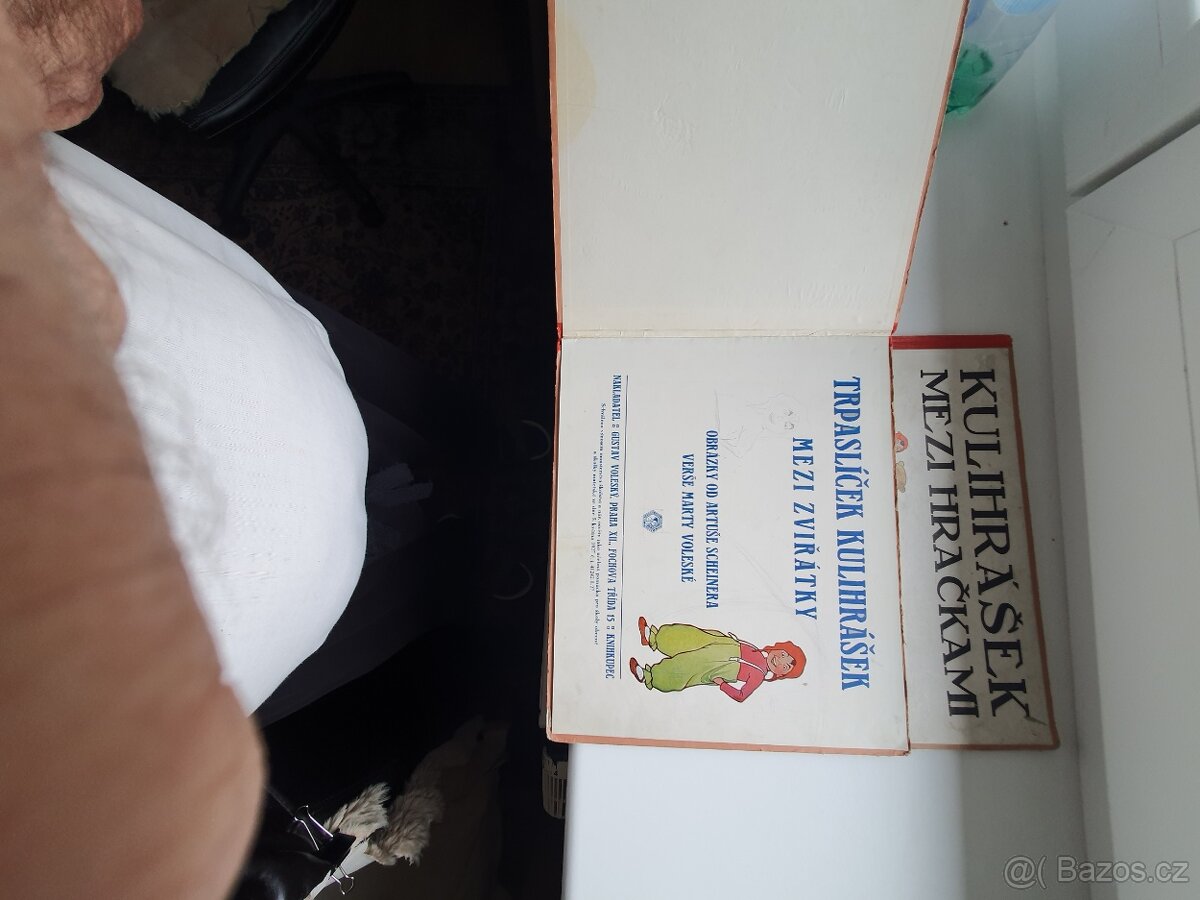 TRPASLÍČEK KULIHRÁŠEK
MEZI ZVIŘÁTKY
OBRÁZKY OD ARTUŠE SCHEINERA
VERŠE MARTY VOLESKÉ
NAKLADATEL GUSTAV VOLESKÝ, PRAHA XII., FOCHOVA TŘÍDA 15 KNIHKUPEC
KULIHRÁŠEK
MEZI HRAČKAMI
@( Bazos.cz